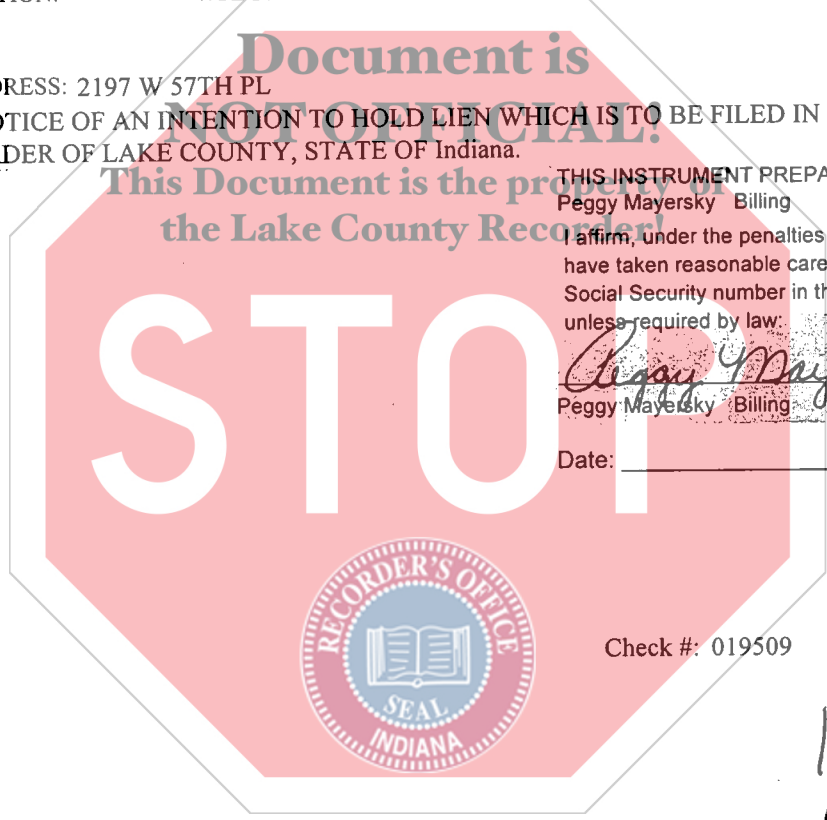 Document is
DRESS: 2197 W 57TH PL
NOT OFFICIAL!
OTICE OF AN INTENTION TO HOLD LIEN WHICH IS TO BE FILED IN
RDER OF LAKE COUNTY, STATE OF Indiana.
This Document is the property of
the Lake County Recorder!
THIS INSTRUMENT PREPA
Peggy Mayersky Billing
I affirm, under the penalties
have taken reasonable care
Social Security number in th
unless required by law:
Peggy May
Peggy Mayersky Billing
Date:
STOP
RECORDER'S OFFICE
SEAL
INDIANA
Check #: 019509